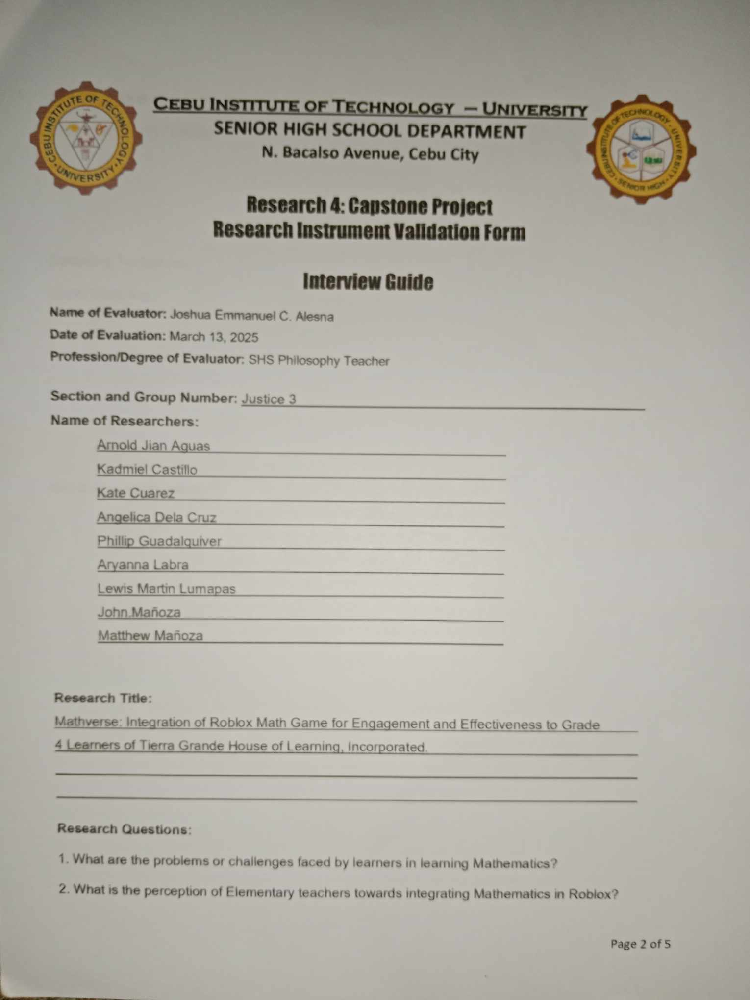 CEBU INSTITUTE OF TECHNOLOGY – UNIVERSITY
SENIOR HIGH SCHOOL DEPARTMENT
N. Bacalso Avenue, Cebu City
CEBU INSTITUTE OF TECHNOLOGY
• UNIVERSITY •
CEBU INSTITUTE OF TECHNOLOGY - UNIVERSITY
• SENIOR HIGH •
Research 4: Capstone Project
Research Instrument Validation Form
Interview Guide
Name of Evaluator: Joshua Emmanuel C. Alesna
Date of Evaluation: March 13, 2025
Profession/Degree of Evaluator: SHS Philosophy Teacher
Section and Group Number: Justice 3
Name of Researchers:
Arnold Jian Aguas
Kadmiel Castillo
Kate Cuarez
Angelica Dela Cruz
Phillip Guadalquiver
Aryanna Labra
Lewis Martin Lumapas
John Mañoza
Matthew Mañoza
Research Title:
Mathverse: Integration of Roblox Math Game for Engagement and Effectiveness to Grade
4 Learners of Tierra Grande House of Learning, Incorporated.
Research Questions:
1. What are the problems or challenges faced by learners in learning Mathematics?
2. What is the perception of Elementary teachers towards integrating Mathematics in Roblox?
Page 2 of 5